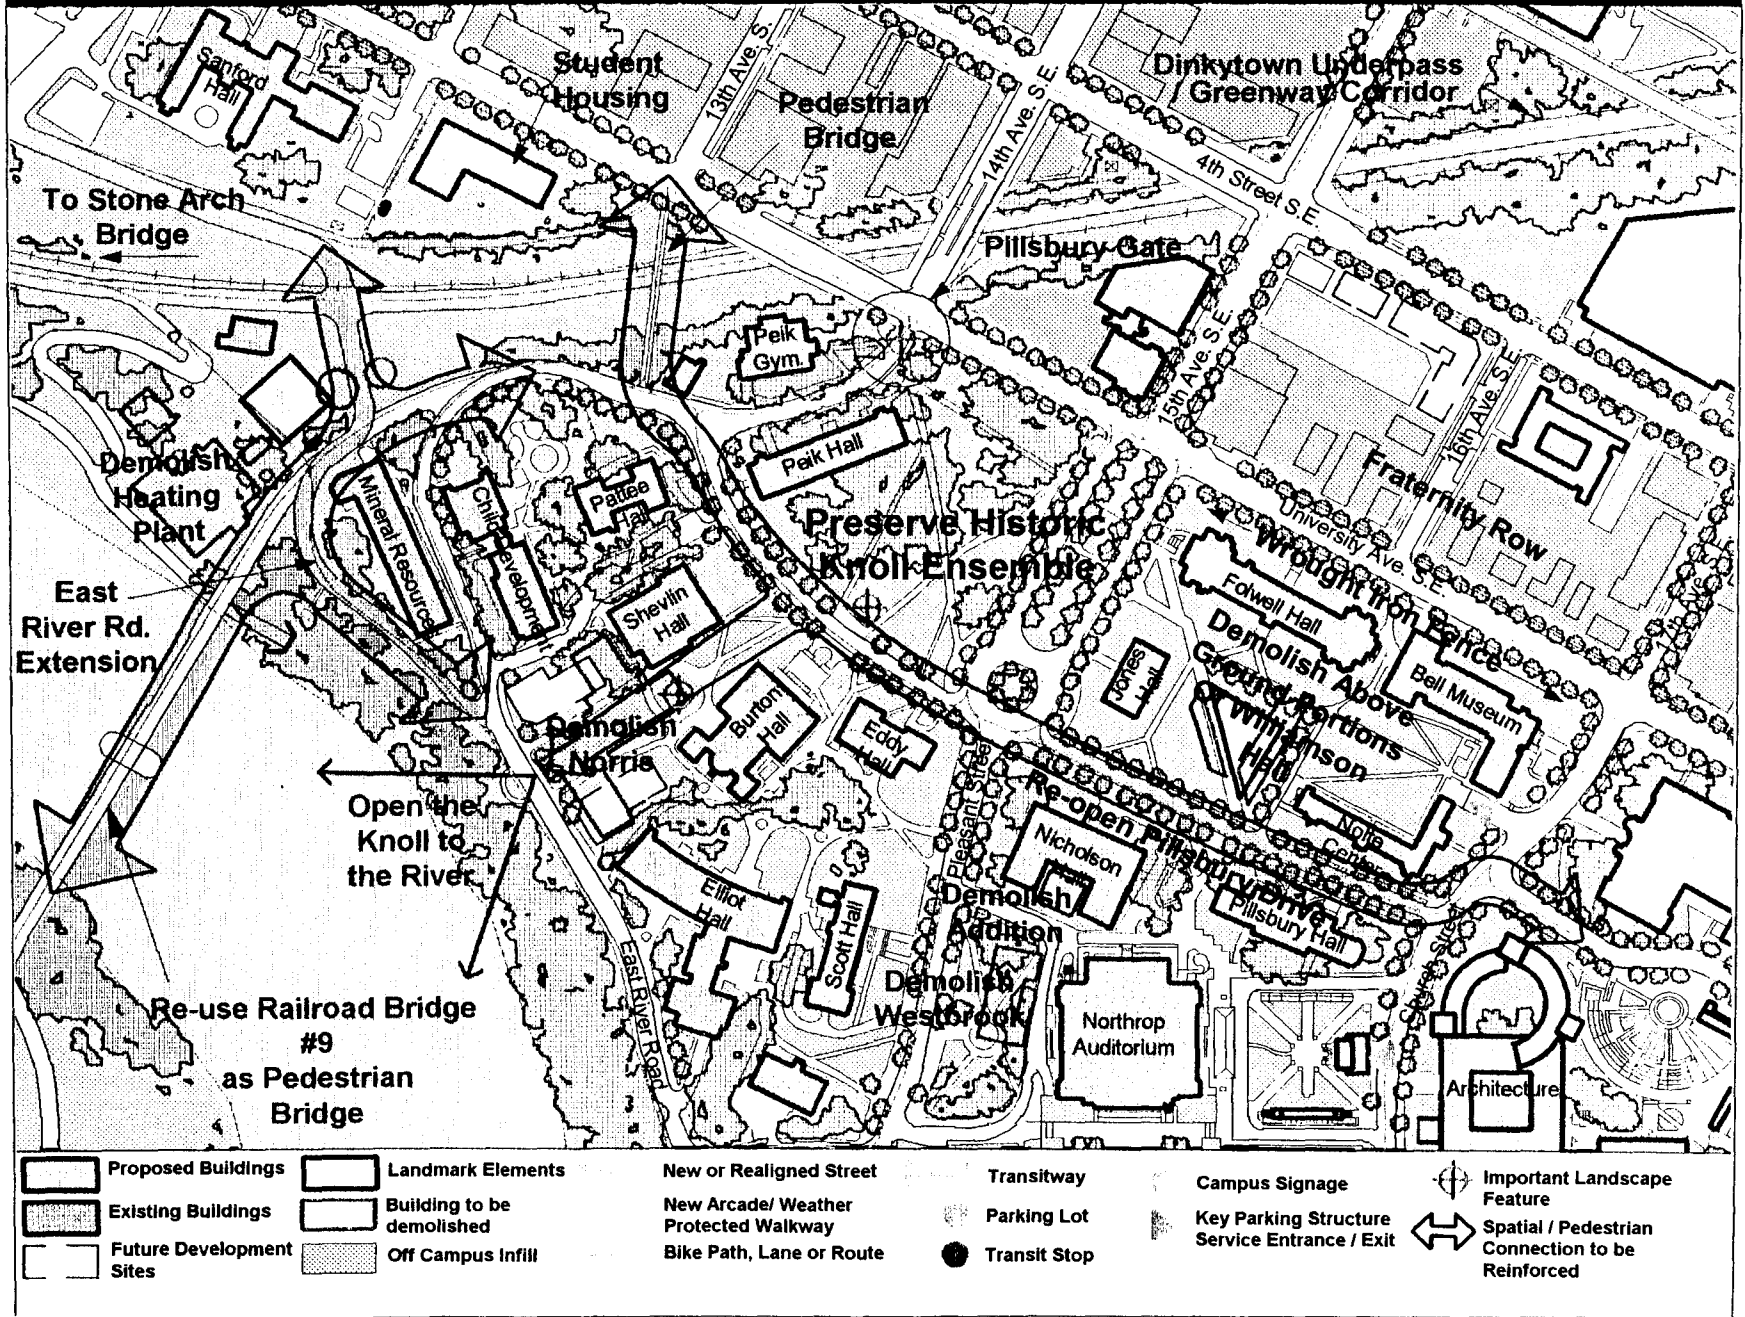 Sanford
Hall
Student
Housing
13th Ave. S.
Pedestrian
Bridge
14th Ave. S.E.
Dinkytown Underpass
Greenway Corridor
4th Street S.E.
To Stone Arch
Bridge
Pillsbury Gate
Peik
Gym.
15th Ave. S.E.
16th Ave. S.E.
Fraternity Row
Demolish
Heating
Plant
Mineral Resource
Child Development
Pattee
Hall
Peik Hall
Preserve Historic
Knoll Ensemble
University Ave. S.E.
Wrought Iron Fence
Folwell Hall
East
River Rd.
Extension
Shevlin
Hall
Jones
Hall
Demolish Above
Ground Portions
Williamson
Hall
Bell Museum
Demolish
Norris
Burton
Hall
Eddy
Hall
Pleasant Street
Re-open Pillsbury Drive
Nolte
Center
Open the
Knoll to
the River
Nicholson
Hall
Demolish
Addition
Pillsbury Hall
Elliot
Hall
Scott Hall
East River Road
Demolish
Westbrook
Church Street
Re-use Railroad Bridge
#9
as Pedestrian
Bridge
Northrop
Auditorium
Architecture
Proposed Buildings
Existing Buildings
Future Development
Sites
Landmark Elements
Building to be
demolished
Off Campus Infill
New or Realigned Street
New Arcade/ Weather
Protected Walkway
Bike Path, Lane or Route
Transitway
Parking Lot
Transit Stop
Campus Signage
Key Parking Structure
Service Entrance / Exit
Important Landscape
Feature
Spatial / Pedestrian
Connection to be
Reinforced